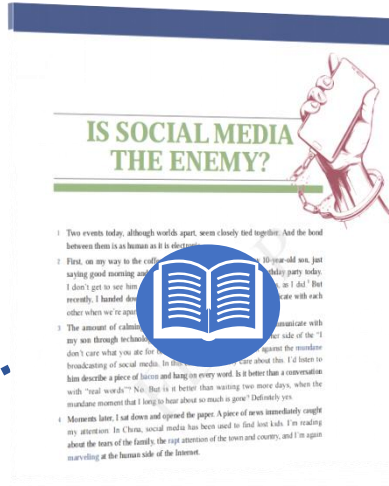 IS SOCIAL MEDIA
THE ENEMY?
1 Two events today, although worlds apart, seem closely tied together. And the bond
between them is as human as it is electronic.
2 First, on my way to the coffee 10-year-old son, just
saying good morning and birthday party today.
I don't get to see him as I did. But
recently, I handed down communicate with each
other when we're apart
3 The amount of calming communicate with
my son through technology other side of the "I
don't care what you ate for against the mundane
broadcasting of social media. In this care about this. I'd listen to
him describe a piece of bacon and hang on every word. Is it better than a conversation
with "real words"? No. But is it better than waiting two more days, when the
mundane moment that I long to hear about so much is gone? Definitely yes.
4 Moments later, I sat down and opened the paper. A piece of news immediately caught
my attention. In China, social media has been used to find lost kids. I'm reading
about the tears of the family, the rapt attention of the town and country, and I'm again
marveling at the human side of the Internet.